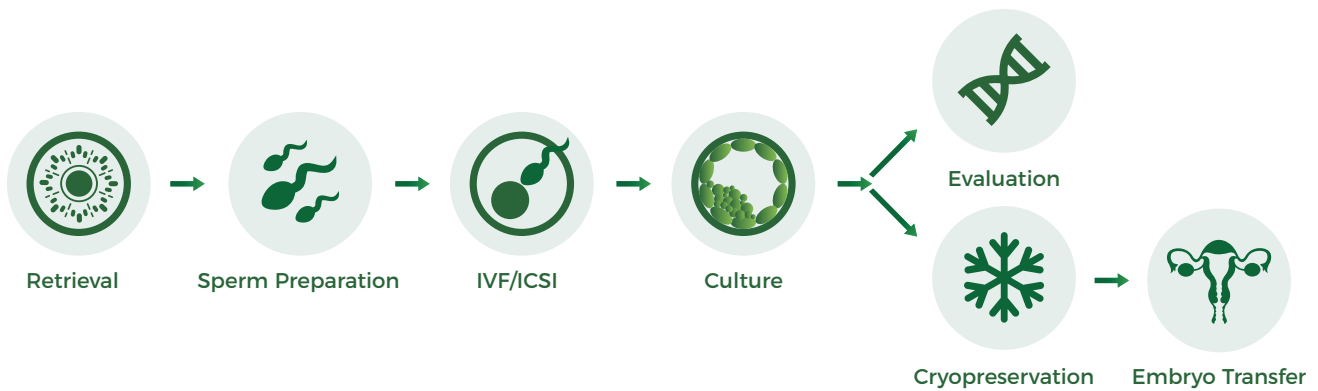 Retrieval
Sperm Preparation
IVF/ICSI
Culture
Evaluation
Cryopreservation
Embryo Transfer